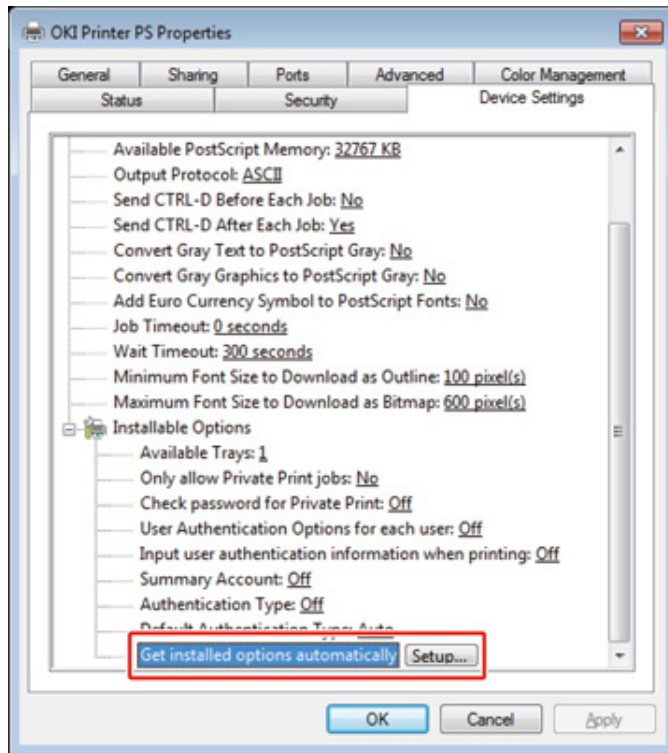 OKI Printer PS Properties
General Sharing Ports Advanced Color Management
Status Security Device Settings
Available PostScript Memory: 32767 KB
Output Protocol: ASCII
Send CTRL-D Before Each Job: No
Send CTRL-D After Each Job: Yes
Convert Gray Text to PostScript Gray: No
Convert Gray Graphics to PostScript Gray: No
Add Euro Currency Symbol to PostScript Fonts: No
Job Timeout: 0 seconds
Wait Timeout: 300 seconds
Minimum Font Size to Download as Outline: 100 pixel(s)
Maximum Font Size to Download as Bitmap: 600 pixel(s)
Installable Options
Available Trays: 1
Only allow Private Print jobs: No
Check password for Private Print: Off
User Authentication Options for each user: Off
Input user authentication information when printing: Off
Summary Account: Off
Authentication Type: Off
Default Authentication Type: Auto
Get installed options automatically Setup...
OK Cancel Apply